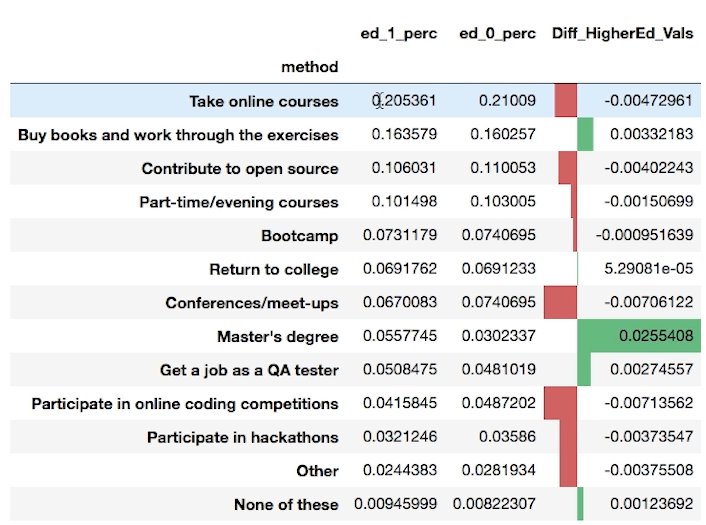 ed_1_perc ed_0_perc Diff_HigherEd_Vals
method
Take online courses 0.205361 0.21009 -0.00472961
Buy books and work through the exercises 0.163579 0.160257 0.00332183
Contribute to open source 0.106031 0.110053 -0.00402243
Part-time/evening courses 0.101498 0.103005 -0.00150699
Bootcamp 0.0731179 0.0740695 -0.000951639
Return to college 0.0691762 0.0691233 5.29081e-05
Conferences/meet-ups 0.0670083 0.0740695 -0.00706122
Master's degree 0.0557745 0.0302337 0.0255408
Get a job as a QA tester 0.0508475 0.0481019 0.00274557
Participate in online coding competitions 0.0415845 0.0487202 -0.00713562
Participate in hackathons 0.0321246 0.03586 -0.00373547
Other 0.0244383 0.0281934 -0.00375508
None of these 0.00945999 0.00822307 0.00123692